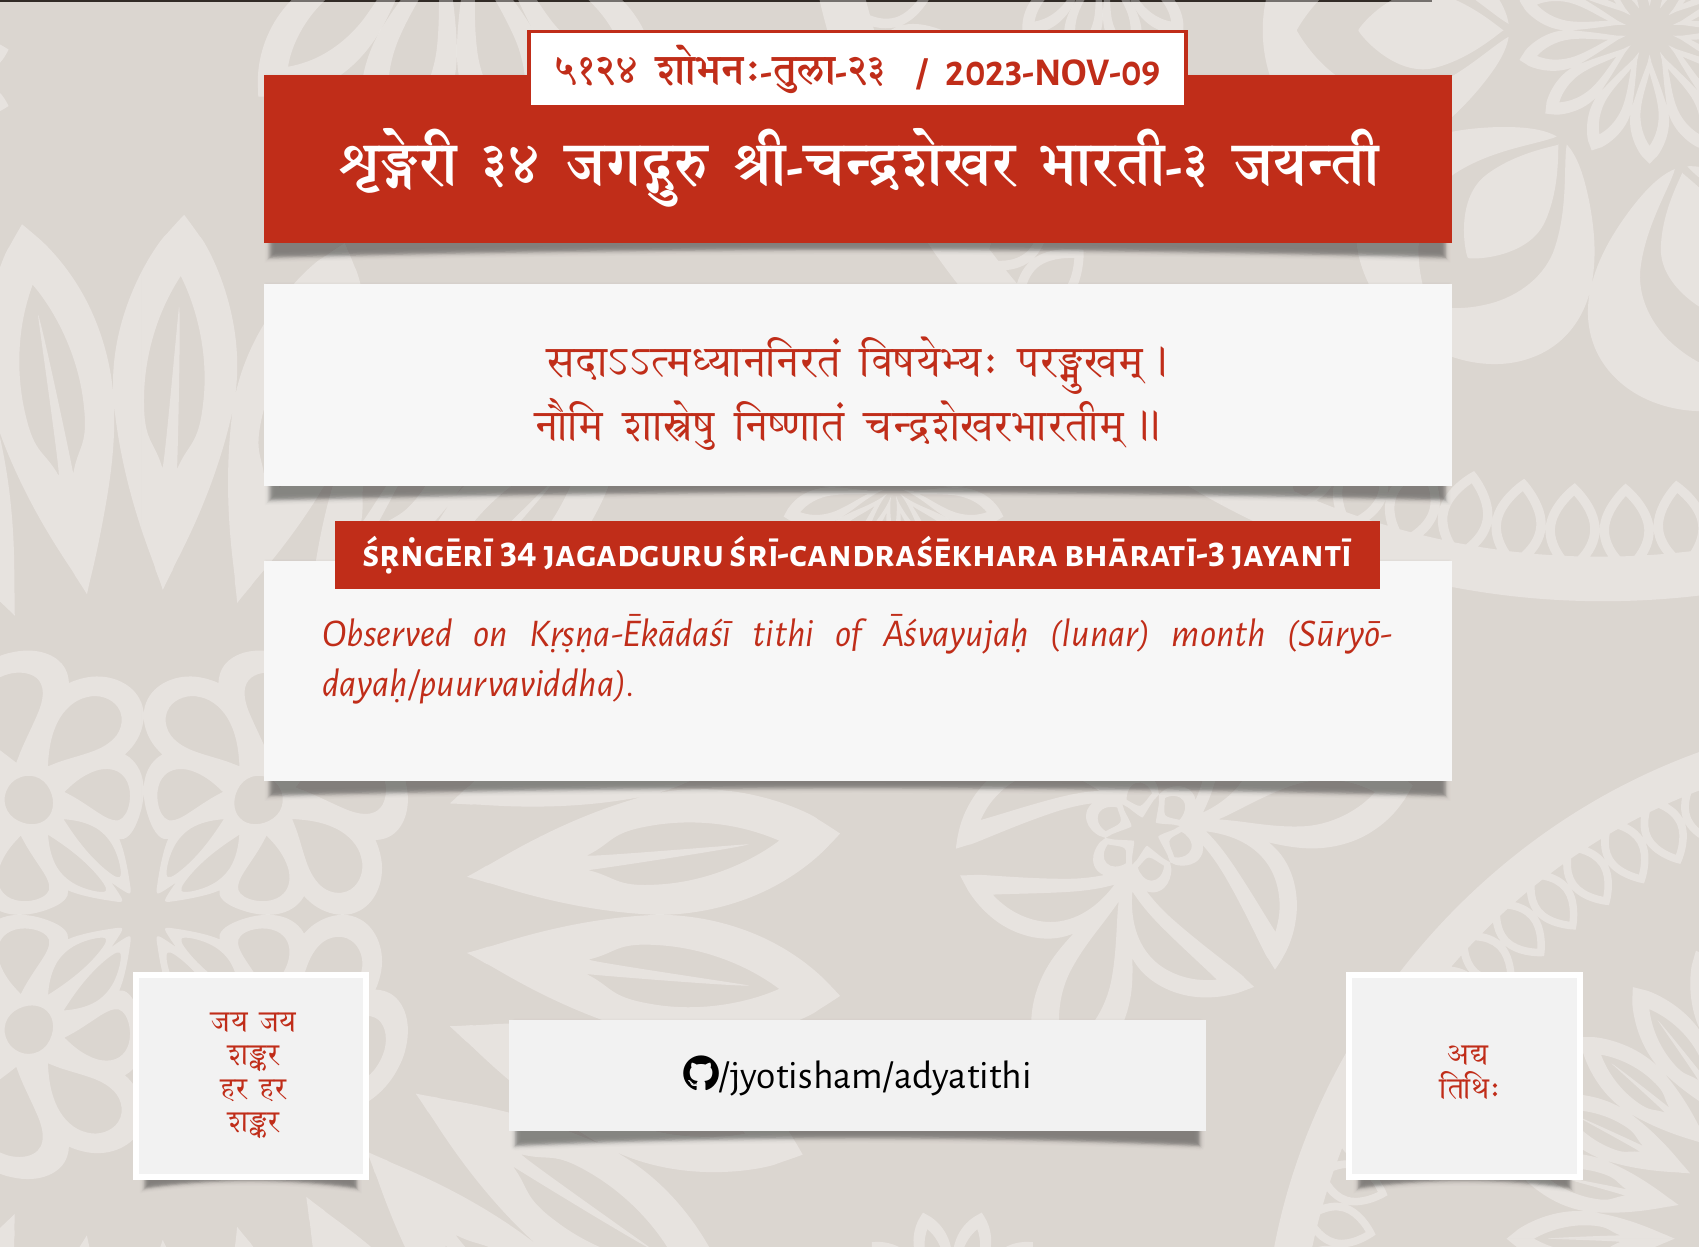 ५१२४ शोभनः-तुला-२३ / 2023-NOV-09
शृङ्गेरी ३४ जगद्गुरु श्री-चन्द्रशेखर भारती-३ जयन्ती
सदाऽऽत्मध्याननिरतं विषयेभ्यः परङ्मुखम्।
नौमि शास्त्रेषु निष्णातं चन्द्रशेखरभारतीम्॥
ŚṚṄGĒRĪ 34 JAGADGURU ŚRĪ-CANDRAŚĒKHARA BHĀRATĪ-3 JAYANTĪ
Observed on Kṛṣṇa-Ēkādaśī tithi of Āśvayujaḥ (lunar) month (Sūryō-
dayaḥ/puurvaviddha).
जय जय
शङ्कर
हर हर
शङ्कर
/jyotisham/adyatithi
अद्य
तिथिः